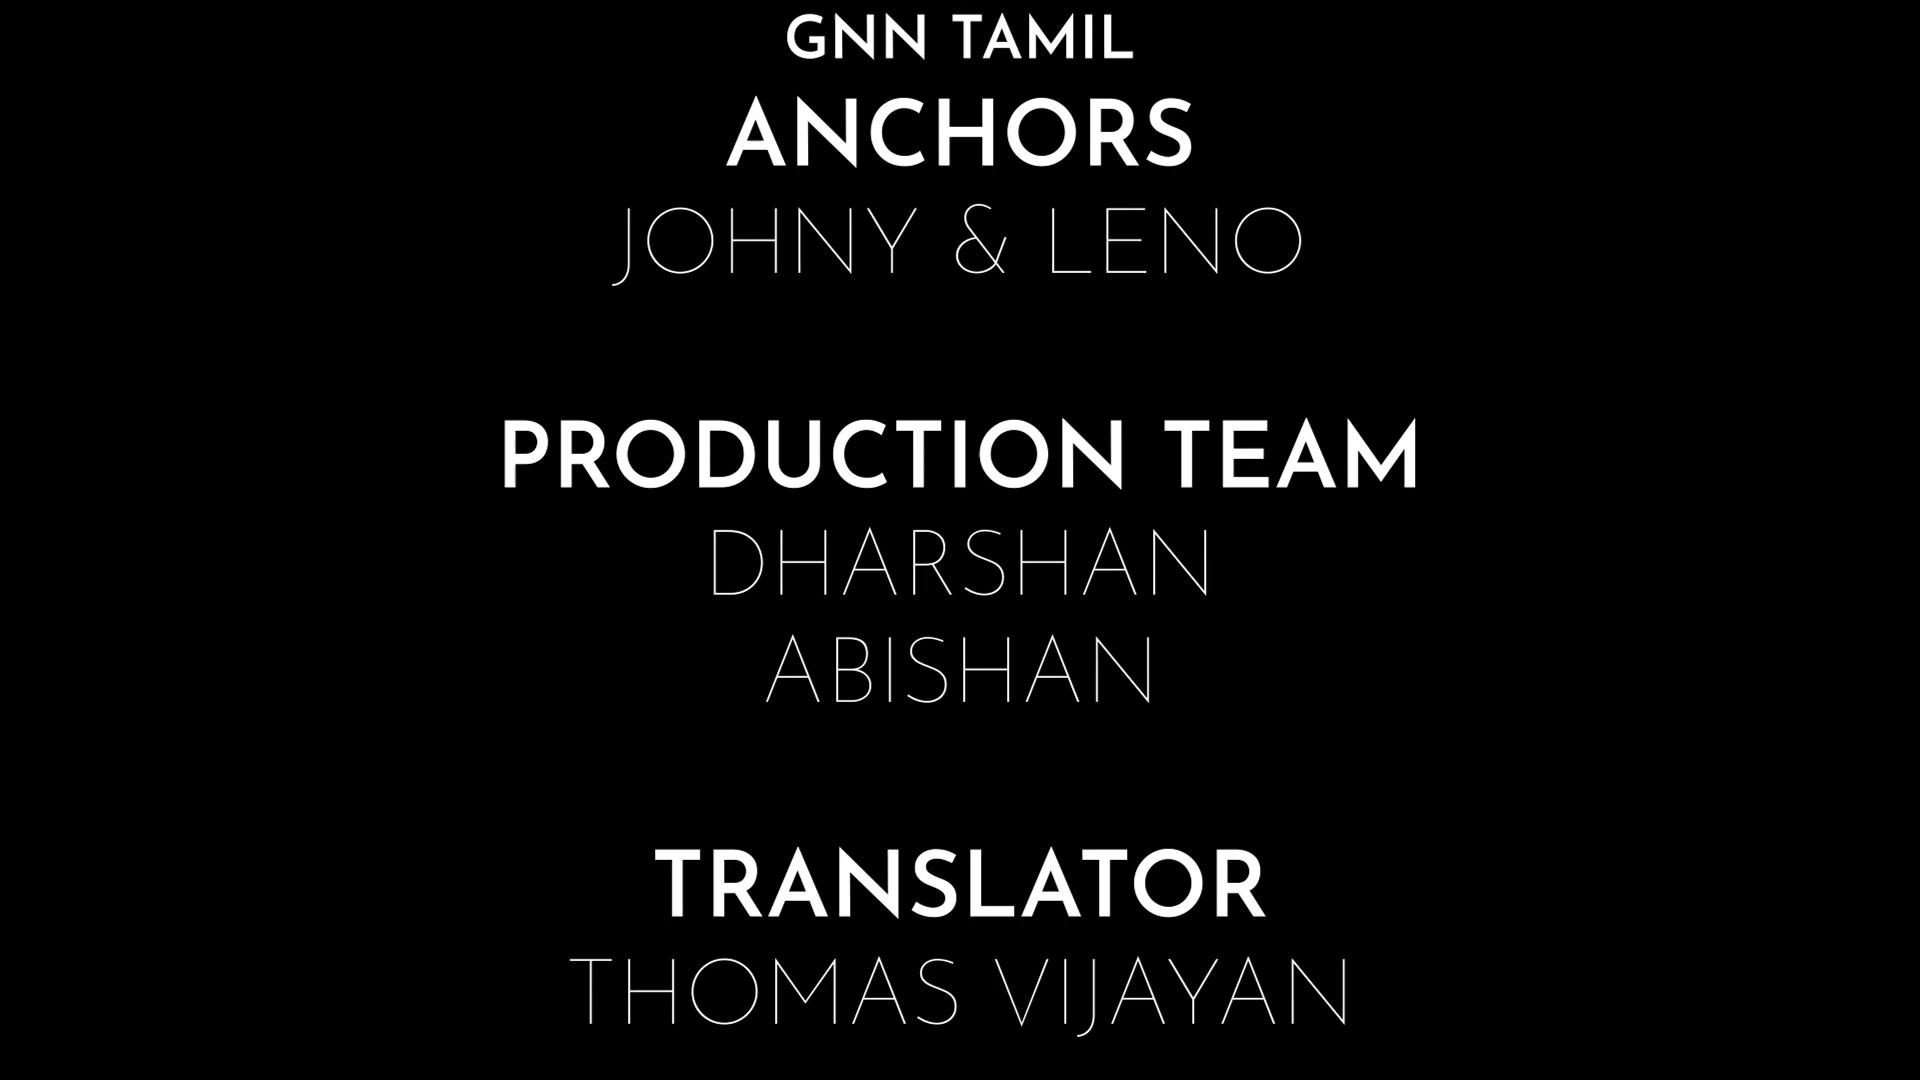 GNN TAMIL
ANCHORS
JOHNY & LENO
PRODUCTION TEAM
DHARSHAN
ABISHAN
TRANSLATOR
THOMAS VIJAYAN